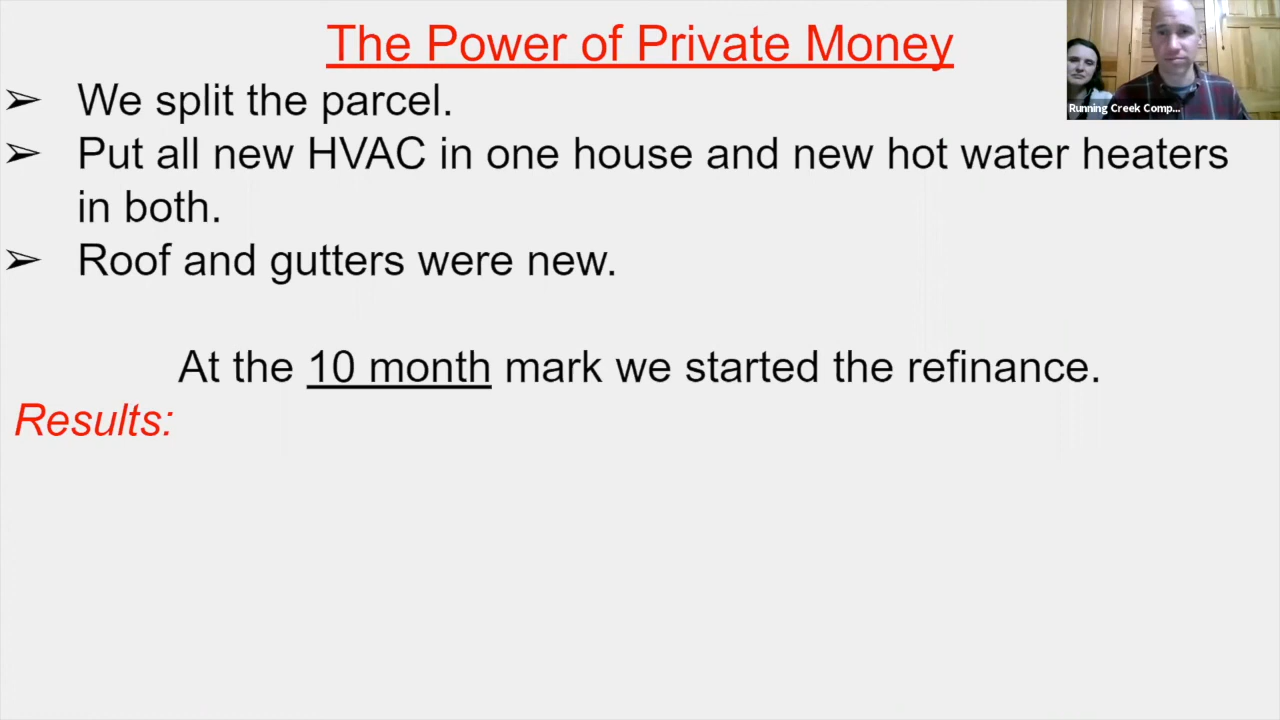 The Power of Private Money
Running Creek Comp...
➢ We split the parcel.
➢ Put all new HVAC in one house and new hot water heaters
in both.
➢ Roof and gutters were new.
At the 10 month mark we started the refinance.
Results: